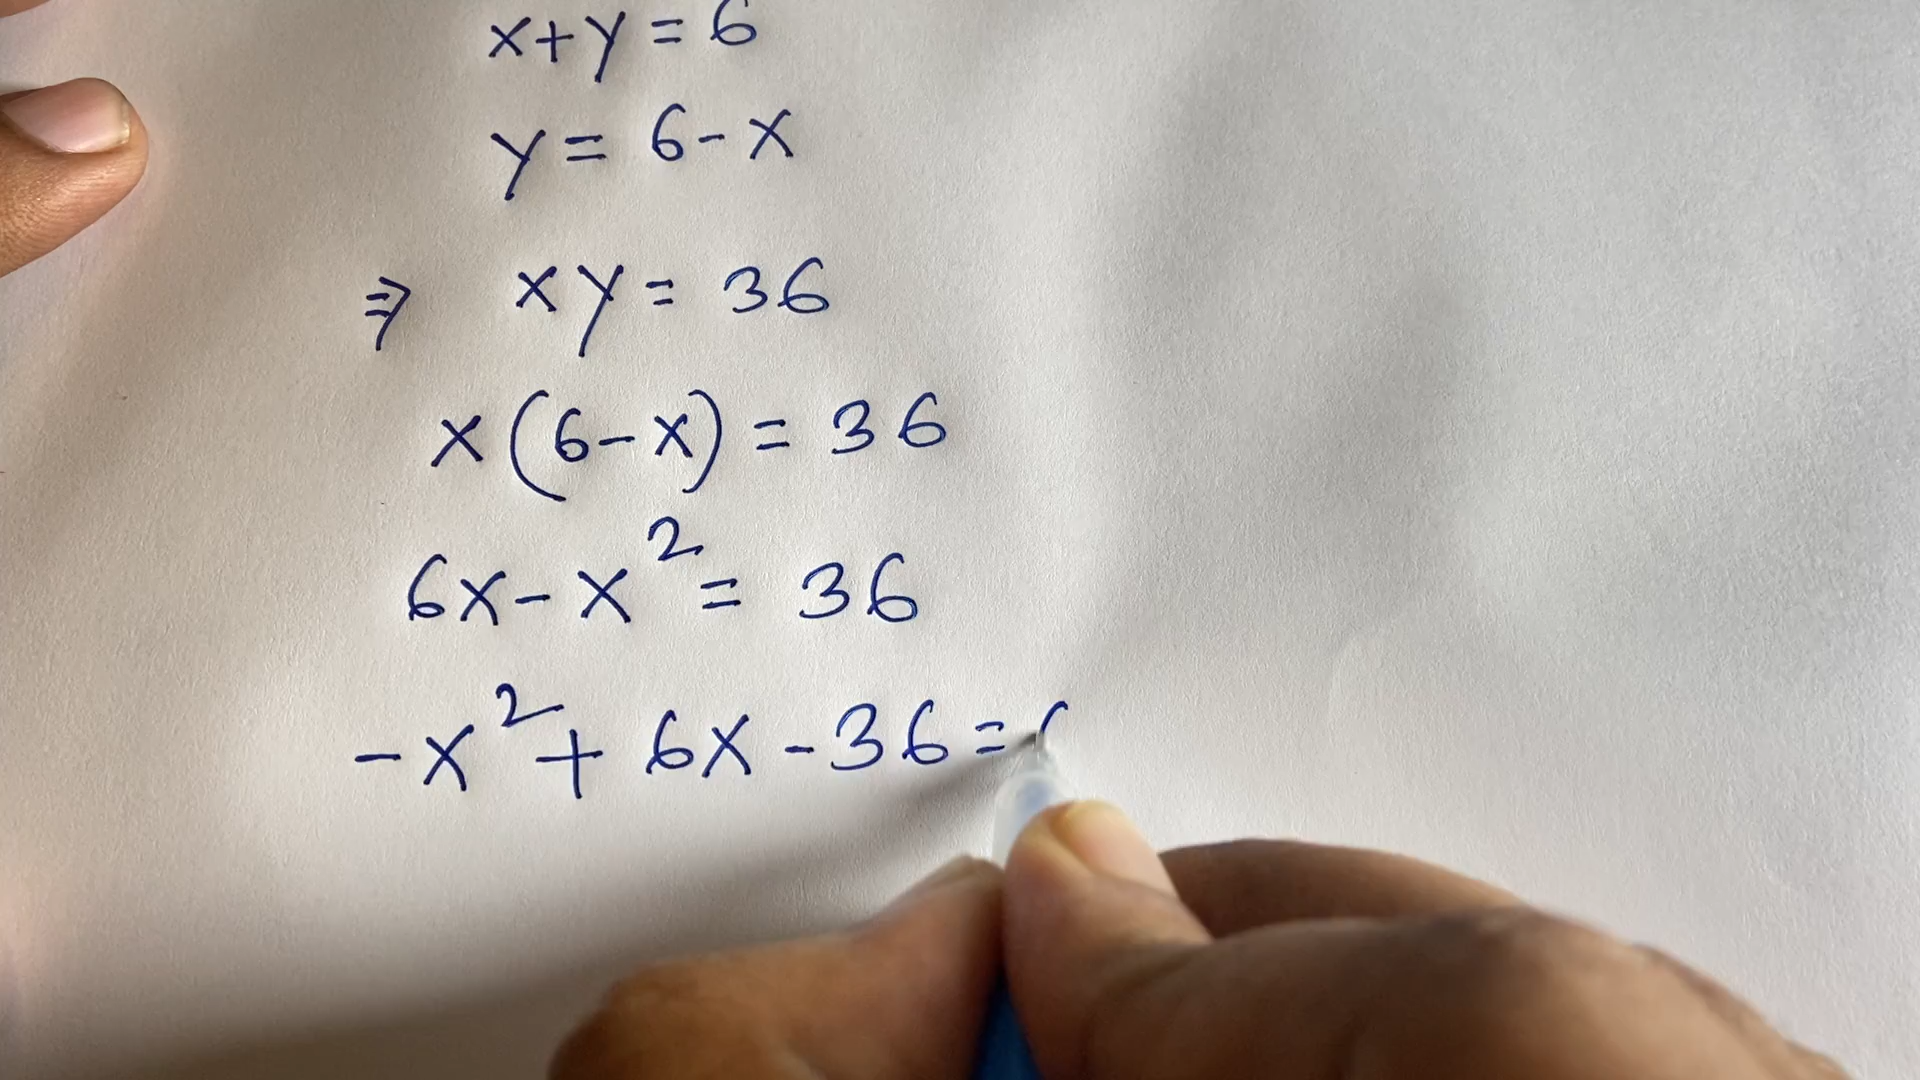 x+y=6
y=6-x
⇒ xy=36
x(6-x)=36
6x-x²=36
-x²+6x-36=